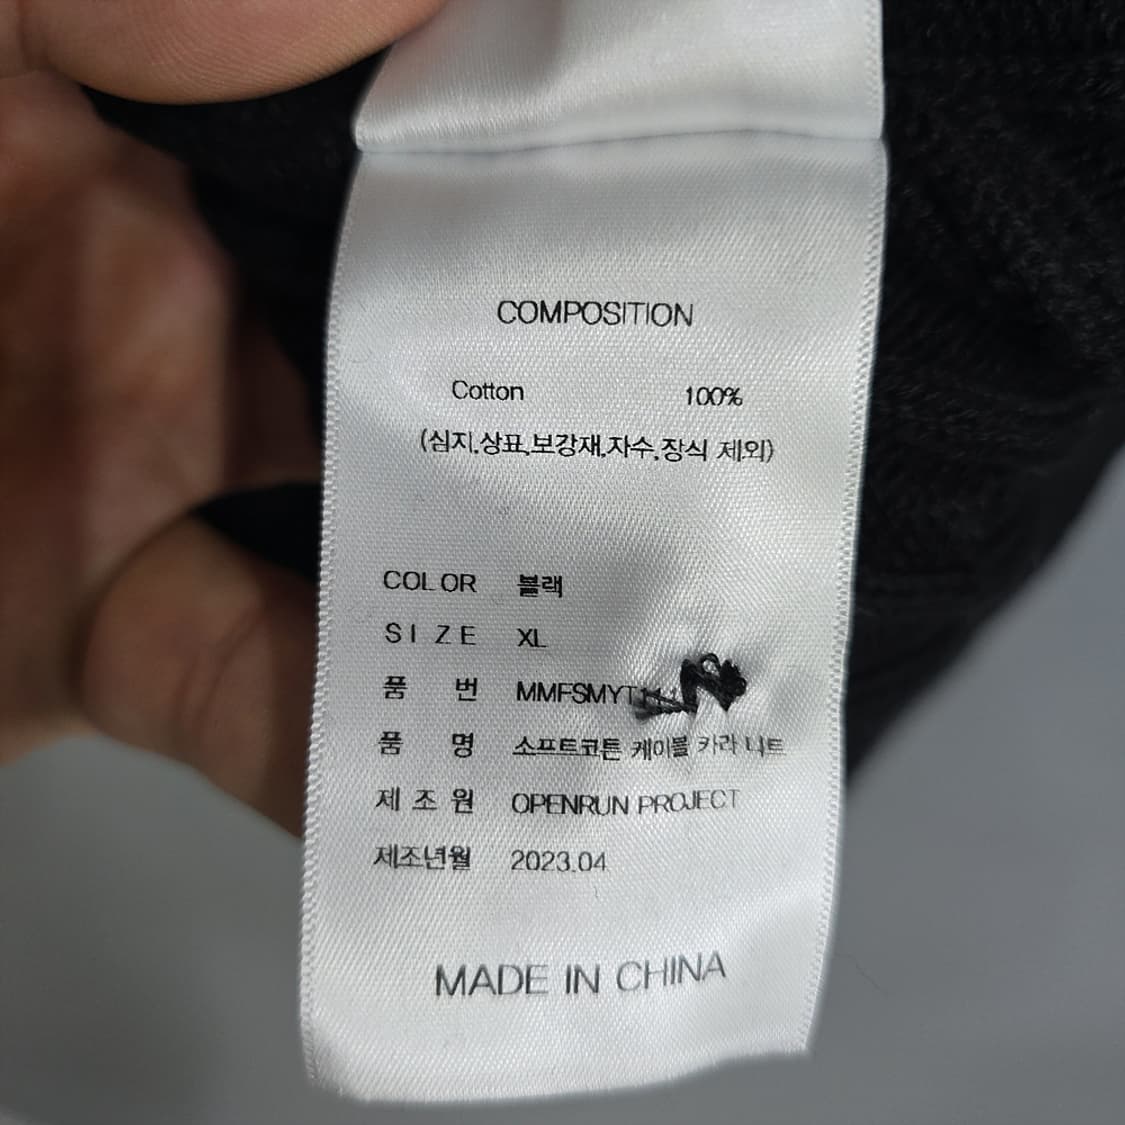 COMPOSITION
Cotton 100%
(심지,상표,보강재,자수,장식 제외)
COLOR 블랙
SIZE XL
품번
품명 소프트코튼 케이블 카라 니트
제조원 OPENRUN PROJECT
제조년월 2023.04
MADE IN CHINA